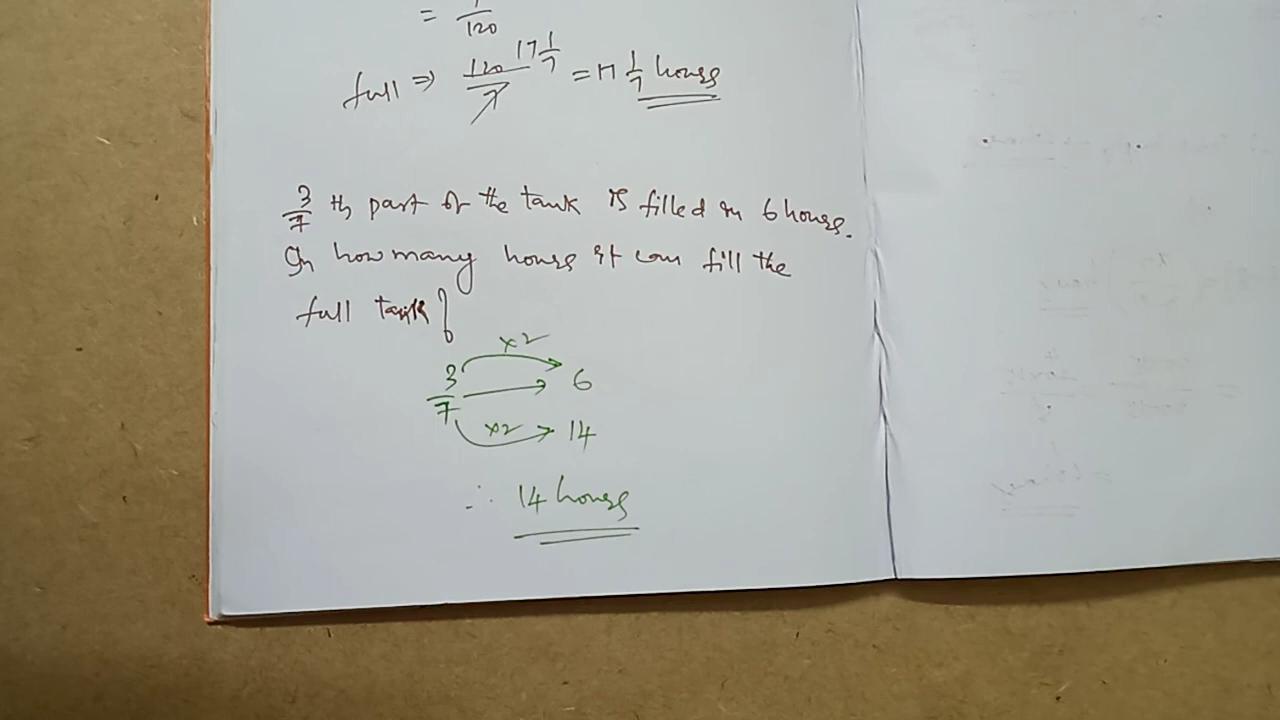 = 7/120
full ⇒ 120/7 17 1/7 = 17 1/7 hours
3/7 th part of the tank is filled in 6 hours.
In how many hours it can fill the
full tank?
×2
3/7 → 6
×2 → 14
∴ 14 hours